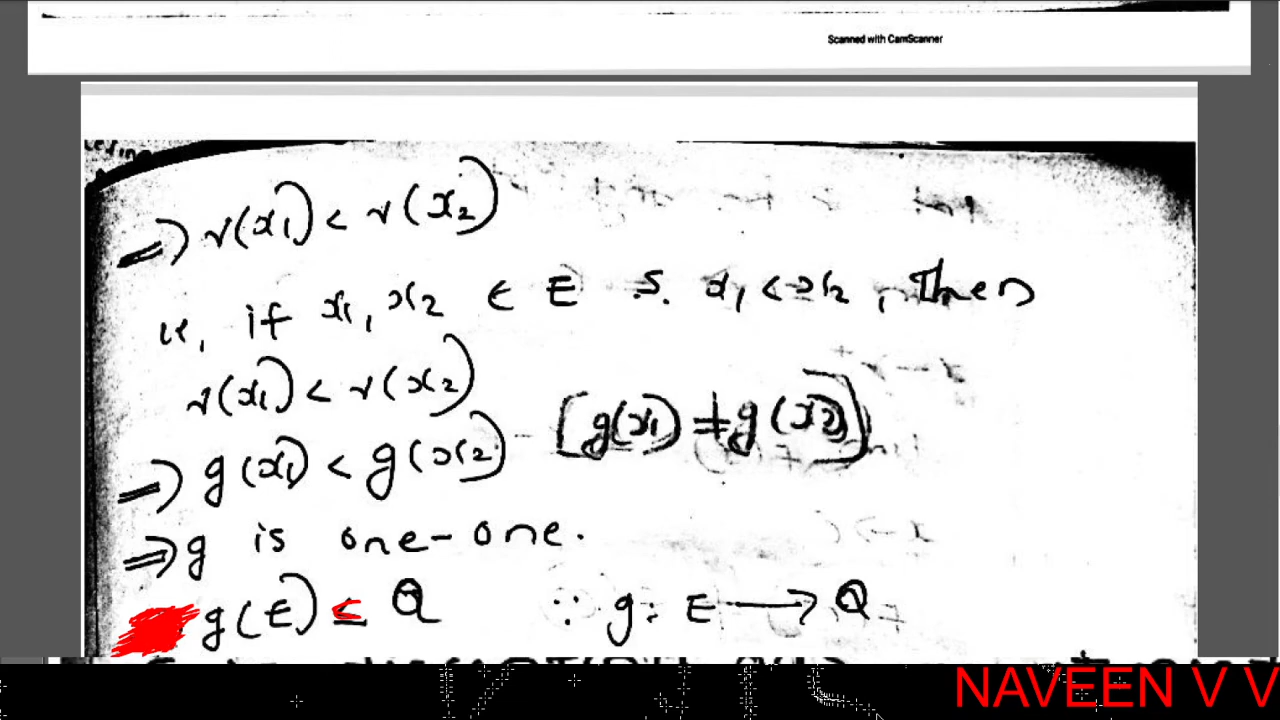 Scanned with CamScanner
⇒ r(x₁) < r(x₂)
ie, if x₁, x₂ ∈ E s. x₁ < x₂, then
r(x₁) < r(x₂)
⇒ g(x₁) < g(x₂) [g(x₁) ≠ g(x₂)]
⇒ g is one-one.
g(E) ⊆ Q ∵ g: E → Q
NAVEEN V V